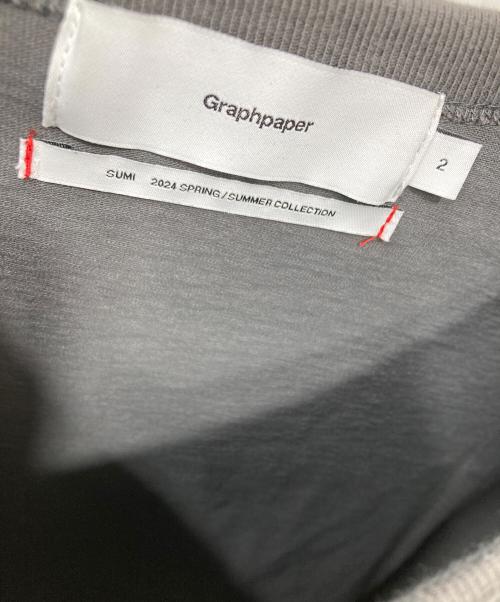 Graphpaper
2
SUMI 2024 SPRING / SUMMER COLLECTION